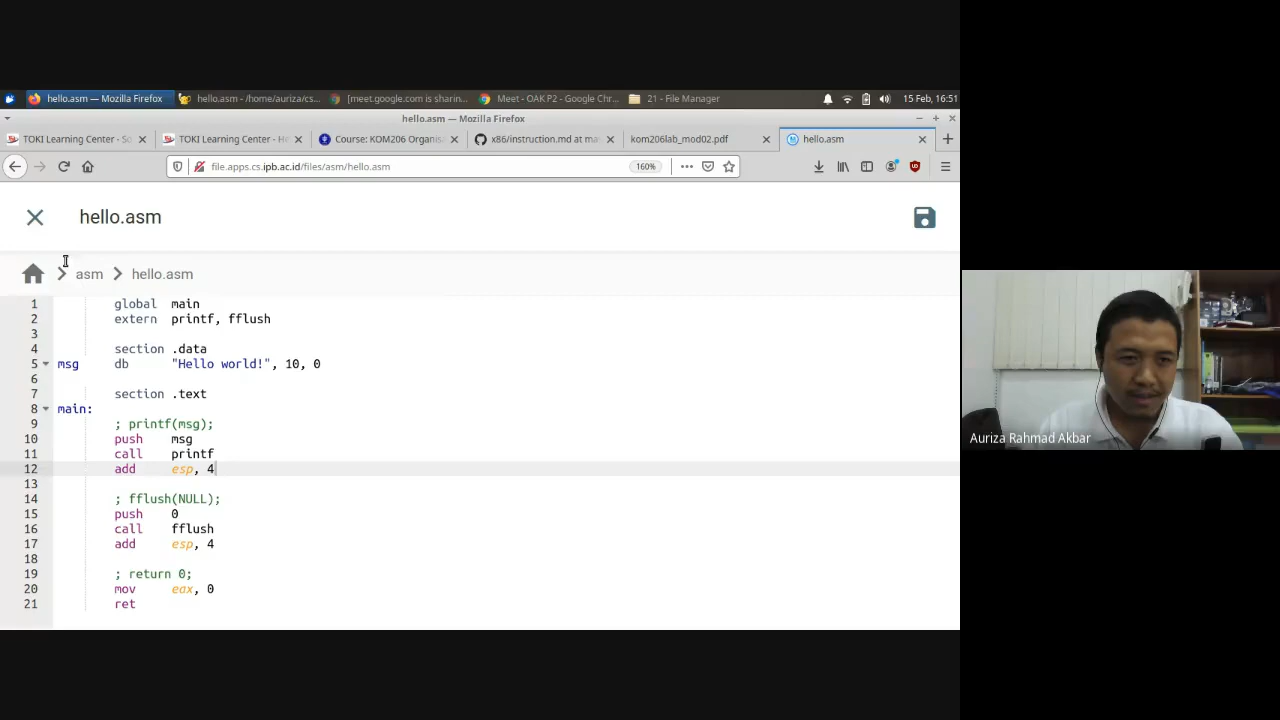 hello.asm — Mozilla Firefox
hello.asm - /home/auriza/cs...
[meet.google.com is sharin...
Meet - OAK P2 - Google Chr...
21 - File Manager
15 Feb, 16:51
hello.asm — Mozilla Firefox
TOKI Learning Center - So
TOKI Learning Center - He
Course: KOM206 Organisa
x86/instruction.md at ma
kom206lab_mod02.pdf
hello.asm
file.apps.cs.ipb.ac.id/files/asm/hello.asm
160%
hello.asm
asm
hello.asm
1 global main
2 extern printf, fflush
3
4 section .data
5 msg db "Hello world!", 10, 0
6
7 section .text
8 main:
9 ; printf(msg);
10 push msg
11 call printf
12 add esp, 4
13
14 ; fflush(NULL);
15 push 0
16 call fflush
17 add esp, 4
18
19 ; return 0;
20 mov eax, 0
21 ret
Auriza Rahmad Akbar